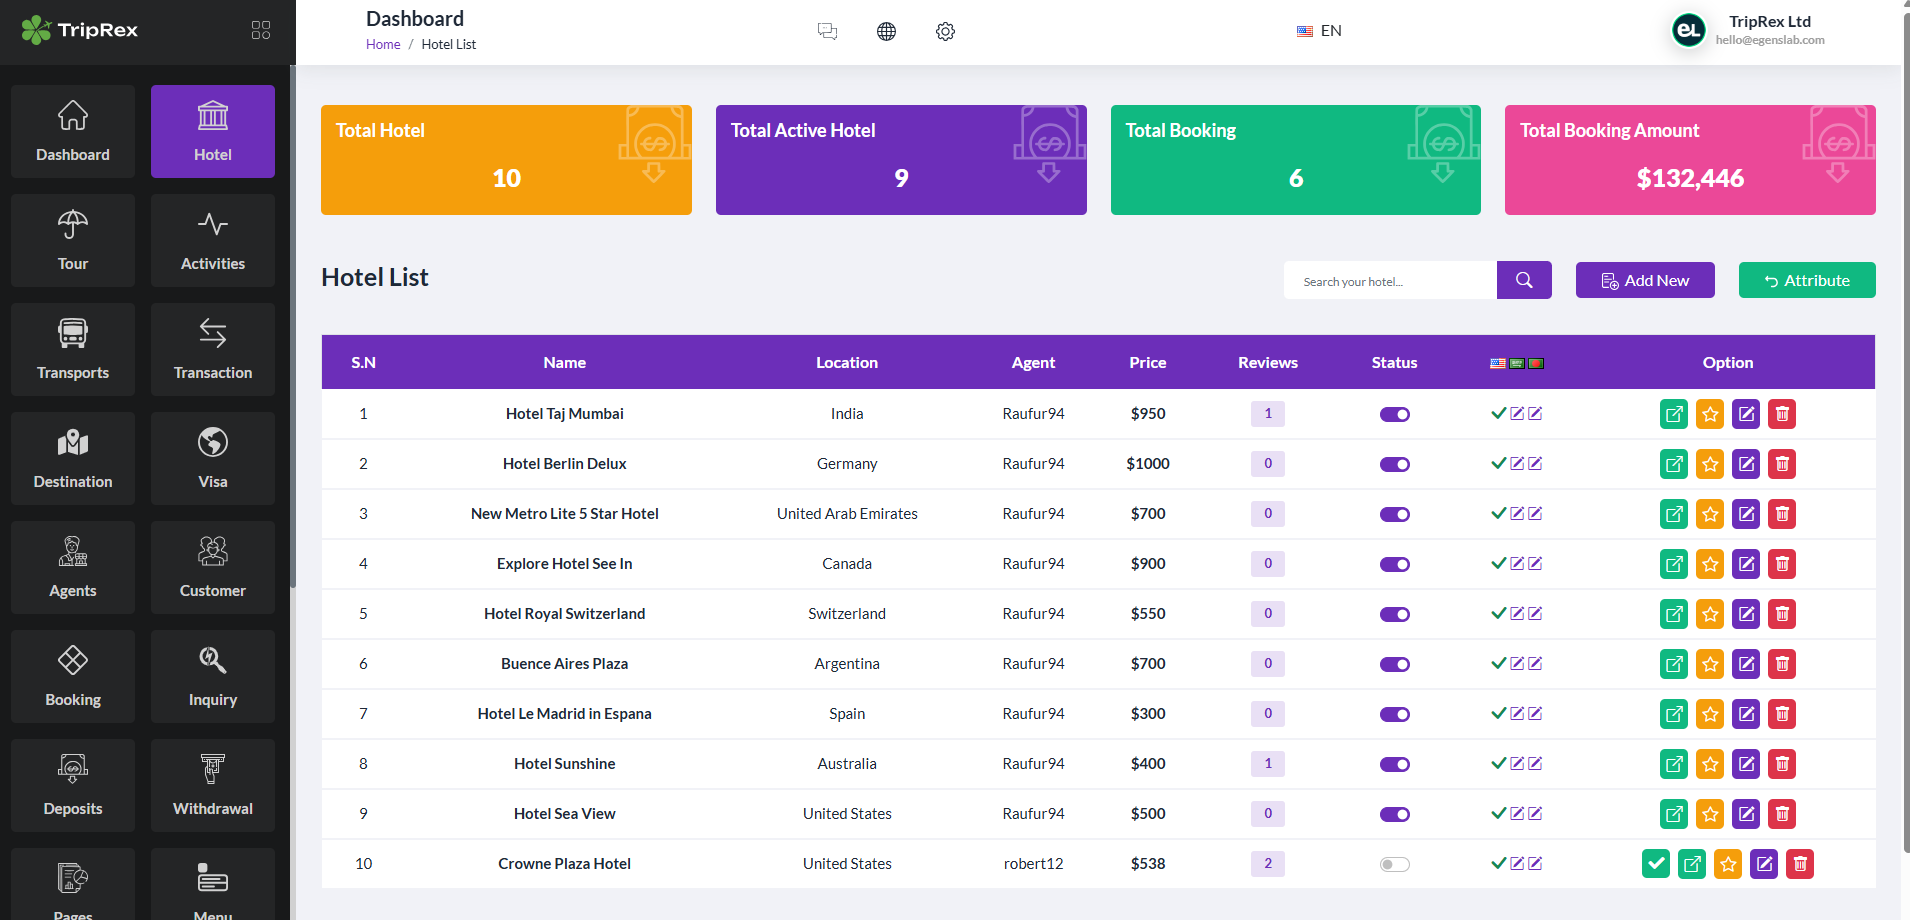 TripRex
Dashboard
Home / Hotel List
EN
TripRex Ltd
hello@egenslab.com
Dashboard
Hotel
Tour
Activities
Transports
Transaction
Destination
Visa
Agents
Customer
Booking
Inquiry
Deposits
Withdrawal
Pages
Menu
Total Hotel
10
Total Active Hotel
9
Total Booking
6
Total Booking Amount
$132,446
Hotel List
Search your hotel...
Add New
Attribute
S.N Name Location Agent Price Reviews Status Option
1 Hotel Taj Mumbai India Raufur94 $950 1
2 Hotel Berlin Delux Germany Raufur94 $1000 0
3 New Metro Lite 5 Star Hotel United Arab Emirates Raufur94 $700 0
4 Explore Hotel See In Canada Raufur94 $900 0
5 Hotel Royal Switzerland Switzerland Raufur94 $550 0
6 Buence Aires Plaza Argentina Raufur94 $700 0
7 Hotel Le Madrid in Espana Spain Raufur94 $300 0
8 Hotel Sunshine Australia Raufur94 $400 1
9 Hotel Sea View United States Raufur94 $500 0
10 Crowne Plaza Hotel United States robert12 $538 2